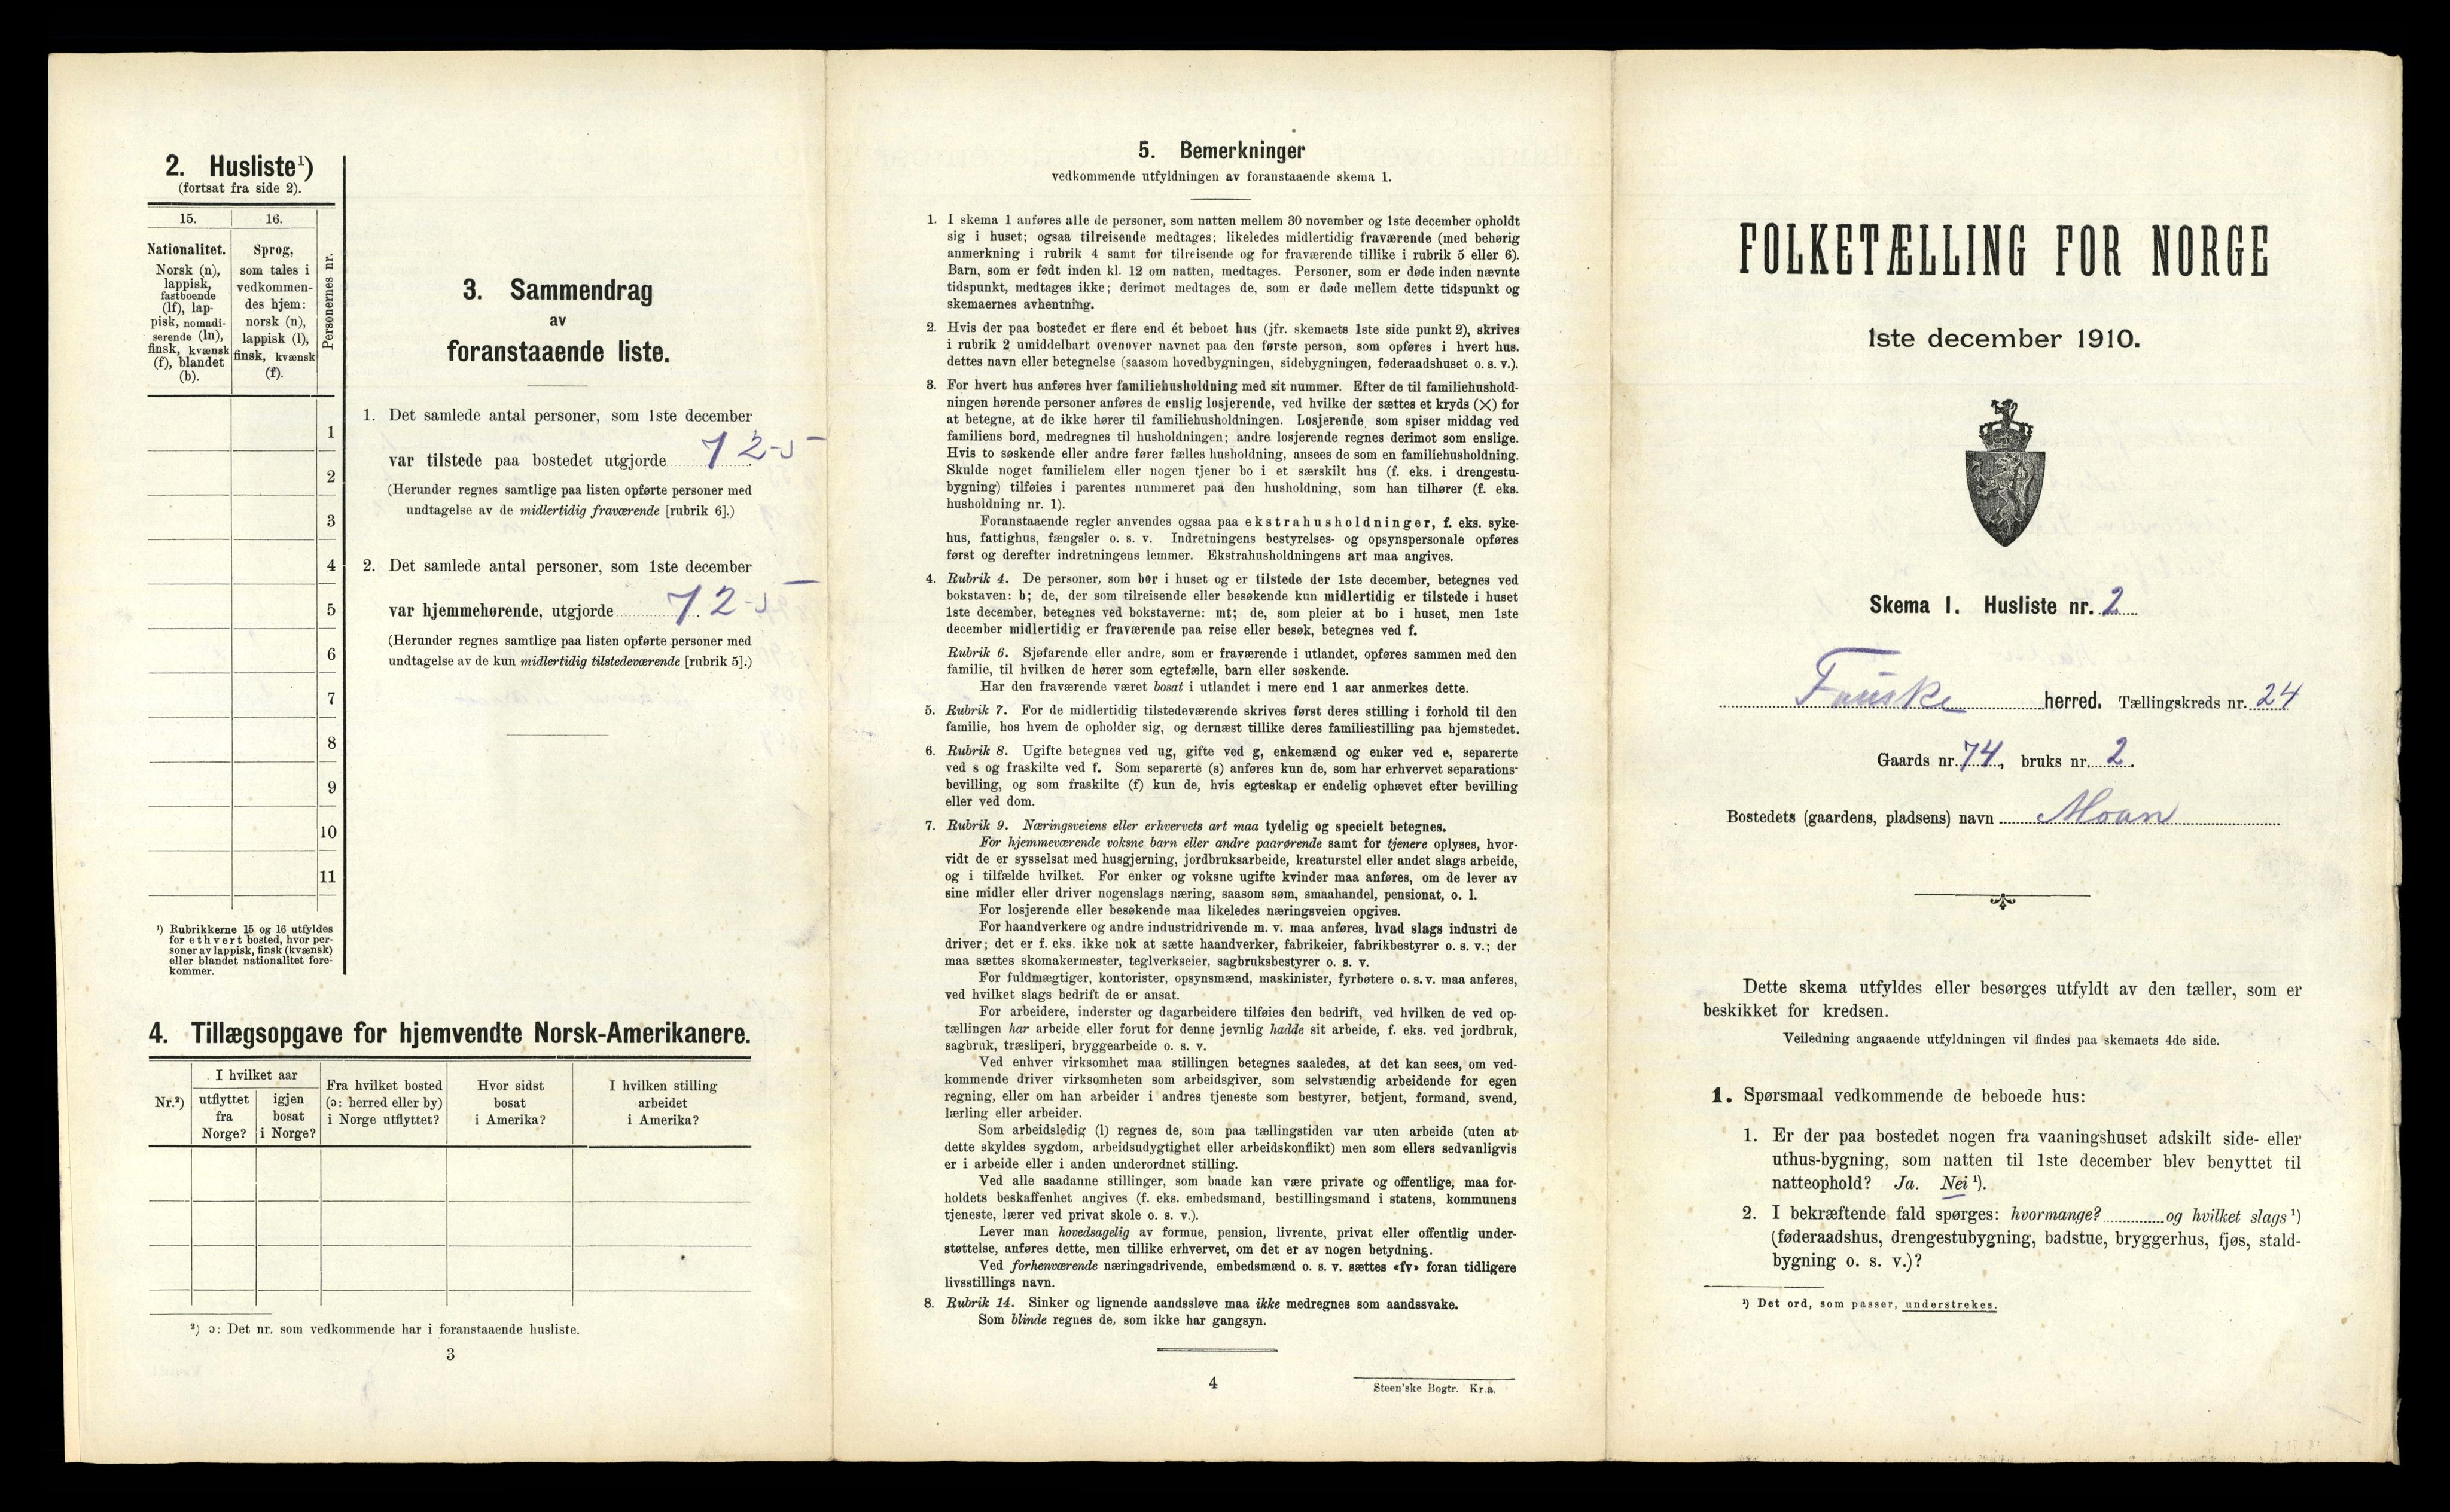 2. Husliste¹)
(fortsat fra side 2).
15.
16.
Personernes nr.
Nationalitet.
Norsk (n),
lappisk,
fastboende
(lf), lap-
pisk, nomadi-
serende (ln),
finsk, kvænsk
(f), blandet
(b).
Sprog,
som tales i
vedkommen-
des hjem:
norsk (n),
lappisk (l),
finsk, kvænsk
(f).
1
2
3
4
5
6
7
8
9
10
11
¹) Rubrikkerne 15 og 16 utfyldes
for ethvert bosted, hvor per-
soner av lappisk, finsk (kvænsk)
eller blandet nationalitet fore-
kommer.
3. Sammendrag
av
foranstaaende liste.
1. Det samlede antal personer, som 1ste december
var tilstede paa bostedet utgjorde 7 2-5
(Herunder regnes samtlige paa listen opførte personer med
undtagelse av de midlertidig fraværende [rubrik 6].)
2. Det samlede antal personer, som 1ste december
var hjemmehørende, utgjorde 7. 2-5
(Herunder regnes samtlige paa listen opførte personer med
undtagelse av de kun midlertidig tilstedeværende [rubrik 5].)
4. Tillægsopgave for hjemvendte Norsk-Amerikanere.
Nr.²)
I hvilket aar
utflyttet
fra
Norge?
igjen
bosat
i Norge?
Fra hvilket bosted
(ɔ: herred eller by)
i Norge utflyttet?
Hvor sidst
bosat
i Amerika?
I hvilken stilling
arbeidet
i Amerika?
²) ɔ: Det nr. som vedkommende har i foranstaaende husliste.
3
5. Bemerkninger
vedkommende utfyldningen av foranstaaende skema 1.
1. I skema 1 anføres alle de personer, som natten mellem 30 november og 1ste december opholdt
sig i huset; ogsaa tilreisende medtages; likeledes midlertidig fraværende (med behørig
anmerkning i rubrik 4 samt for tilreisende og for fraværende tillike i rubrik 5 eller 6).
Barn, som er født inden kl. 12 om natten, medtages. Personer, som er døde inden nævnte
tidspunkt, medtages ikke; derimot medtages de, som er døde mellem dette tidspunkt og
skemaernes avhentning.
2. Hvis der paa bostedet er flere end ét beboet hus (jfr. skemaets 1ste side punkt 2), skrives
i rubrik 2 umiddelbart ovenover navnet paa den første person, som opføres i hvert hus.
dettes navn eller betegnelse (saasom hovedbygningen, sidebygningen, føderaadshuset o. s. v.).
3. For hvert hus anføres hver familiehusholdning med sit nummer. Efter de til familiehushold-
ningen hørende personer anføres de enslig losjerende, ved hvilke der sættes et kryds (X) for
at betegne, at de ikke hører til familiehusholdningen. Losjerende som spiser middag ved
familiens bord, medregnes til husholdningen; andre losjerende regnes derimot som enslige.
Hvis to søskende eller andre fører fælles husholdning, ansees de som en familiehusholdning.
Skulde noget familielem eller nogen tjener bo i et særskilt hus (f. eks. i drengestu-
bygning) tilføies i parentes nummeret paa den husholdning, som han tilhører (f. eks.
husholdning nr. 1).
Foranstaaende regler anvendes ogsaa paa ekstrahusholdninger, f. eks. syke-
hus, fattighus, fængsler o. s. v. Indretningens bestyrelses- og opsynspersonale opføres
først og derefter indretningens lemmer. Ekstrahusholdningens art maa angives.
4. Rubrik 4. De personer, som bor i huset og er tilstede der 1ste december, betegnes ved
bokstaven: b; de, der som tilreisende eller besøkende kun midlertidig er tilstede i huset
1ste december, betegnes ved bokstaverne: mt; de, som pleier at bo i huset, men 1ste
december midlertidig er fraværende paa reise eller besøk, betegnes ved f.
Rubrik 6. Sjøfarende eller andre, som er fraværende i utlandet, opføres sammen med den
familie, til hvilken de hører som egtefælle, barn eller søskende.
Har den fraværende været bosat i utlandet i mere end 1 aar anmerkes dette.
5. Rubrik 7. For de midlertidig tilstedeværende skrives først deres stilling i forhold til den
familie, hos hvem de opholder sig, og dernæst tillike deres familiestilling paa hjemstedet.
6. Rubrik 8. Ugifte betegnes ved ug, gifte ved g, enkemænd og enker ved e, separerte
ved s og fraskilte ved f. Som separerte (s) anføres kun de, som har erhvervet separations-
bevilling, og som fraskilte (f) kun de, hvis egteskap er endelig ophævet efter bevilling
eller ved dom.
7. Rubrik 9. Næringsveiens eller erhvervets art maa tydelig og specielt betegnes.
For hjemmeværende voksne barn eller andre paarørende samt for tjenere oplyses, hvor-
vidt de er sysselsat med husgjerning, jordbruksarbeide, kreaturstel eller andet slags arbeide,
og i tilfælde hvilket. For enker og voksne ugifte kvinder maa anføres, om de lever av
sine midler eller driver nogenslags næring, saasom søm, smaahandel, pensionat, o. l.
For losjerende eller besøkende maa likeledes næringsveien opgives.
For haandverkere og andre industridrivende m. v. maa anføres, hvad slags industri de
driver; det er f. eks. ikke nok at sætte haandverker, fabrikeier, fabrikbestyrer o. s. v.; der
maa sættes skomakermester, teglverkseier, sagbruksbestyrer o. s. v.
For fuldmægtiger, kontorister, opsynsmænd, maskinister, fyrbøtere o. s. v. maa anføres,
ved hvilket slags bedrift de er ansat.
For arbeidere, inderster og dagarbeidere tilføies den bedrift, ved hvilken de ved op-
tællingen har arbeide eller forut for denne jevnlig hadde sit arbeide, f. eks. ved jordbruk,
sagbruk, træsliperi, bryggearbeide o. s. v.
Ved enhver virksomhet maa stillingen betegnes saaledes, at det kan sees, om ved-
kommende driver virksomheten som arbeidsgiver, som selvstændig arbeidende for egen
regning, eller om han arbeider i andres tjeneste som bestyrer, betjent, formand, svend,
lærling eller arbeider.
Som arbeidsledig (l) regnes de, som paa tællingstiden var uten arbeide (uten at
dette skyldes sygdom, arbeidsudygtighet eller arbeidskonflikt) men som ellers sedvanligvis
er i arbeide eller i anden underordnet stilling.
Ved alle saadanne stillinger, som baade kan være private og offentlige, maa for-
holdets beskaffenhet angives (f. eks. embedsmand, bestillingsmand i statens, kommunens
tjeneste, lærer ved privat skole o. s. v.).
Lever man hovedsagelig av formue, pension, livrente, privat eller offentlig under-
støttelse, anføres dette, men tillike erhvervet, om det er av nogen betydning.
Ved forhenværende næringsdrivende, embedsmænd o. s. v. sættes «fv» foran tidligere
livsstillings navn.
8. Rubrik 14. Sinker og lignende aandssløve maa ikke medregnes som aandssvake.
Som blinde regnes de, som ikke har gangsyn.
4
Steen'ske Bogtr. Kr.a.
FOLKETÆLLING FOR NORGE
1ste december 1910.
Skema 1. Husliste nr. 2
Fauske herred. Tællingskreds nr. 24
Gaards nr. 74, bruks nr. 2.
Bostedets (gaardens, pladsens) navn Moan
Dette skema utfyldes eller besørges utfyldt av den tæller, som er
beskikket for kredsen.
Veiledning angaaende utfyldningen vil findes paa skemaets 4de side.
1. Spørsmaal vedkommende de beboede hus:
1. Er der paa bostedet nogen fra vaaningshuset adskilt side- eller
uthus-bygning, som natten til 1ste december blev benyttet til
natteophold? Ja. Nei ¹).
2. I bekræftende fald spørges: hvormange? og hvilket slags ¹)
(føderaadshus, drengestubygning, badstue, bryggerhus, fjøs, stald-
bygning o. s. v.)?
¹) Det ord, som passer, understrekes.